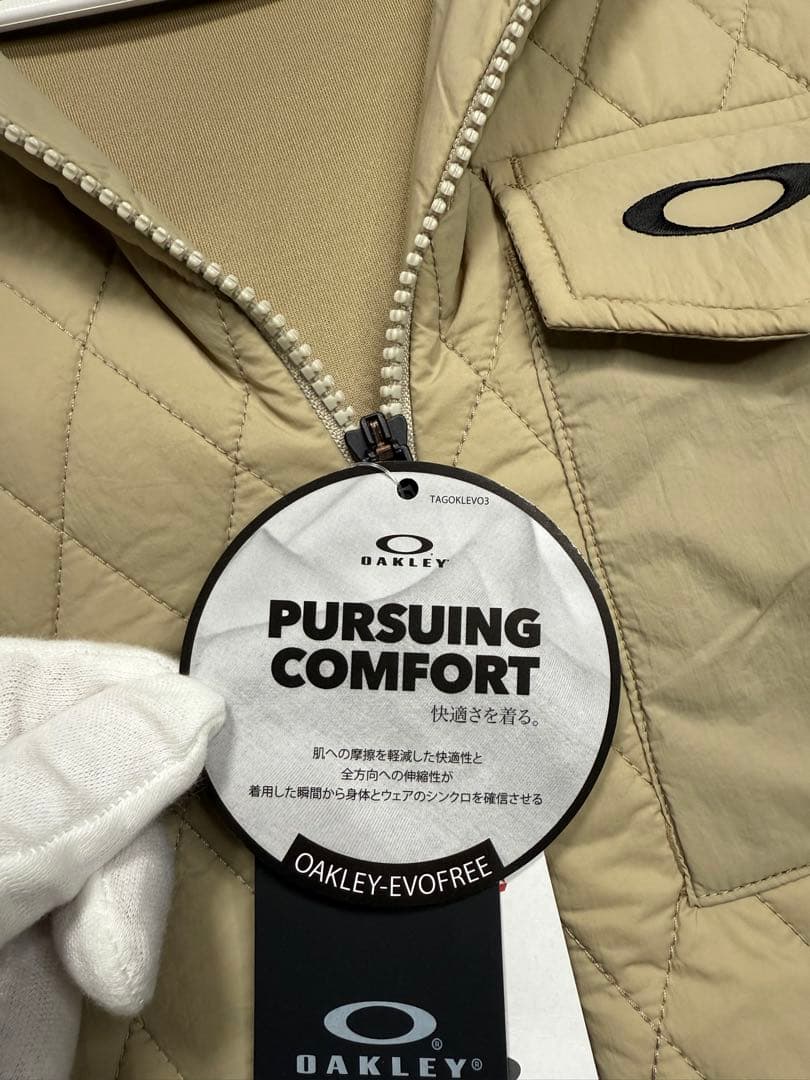 TAGOKLEVO3
OAKLEY
PURSUING
COMFORT
快適さを着る。
肌への摩擦を軽減した快適性と
全方向への伸縮性が
着用した瞬間から身体とウェアのシンクロを確信させる
OAKLEY-EVOFREE
®
OAKLEY®